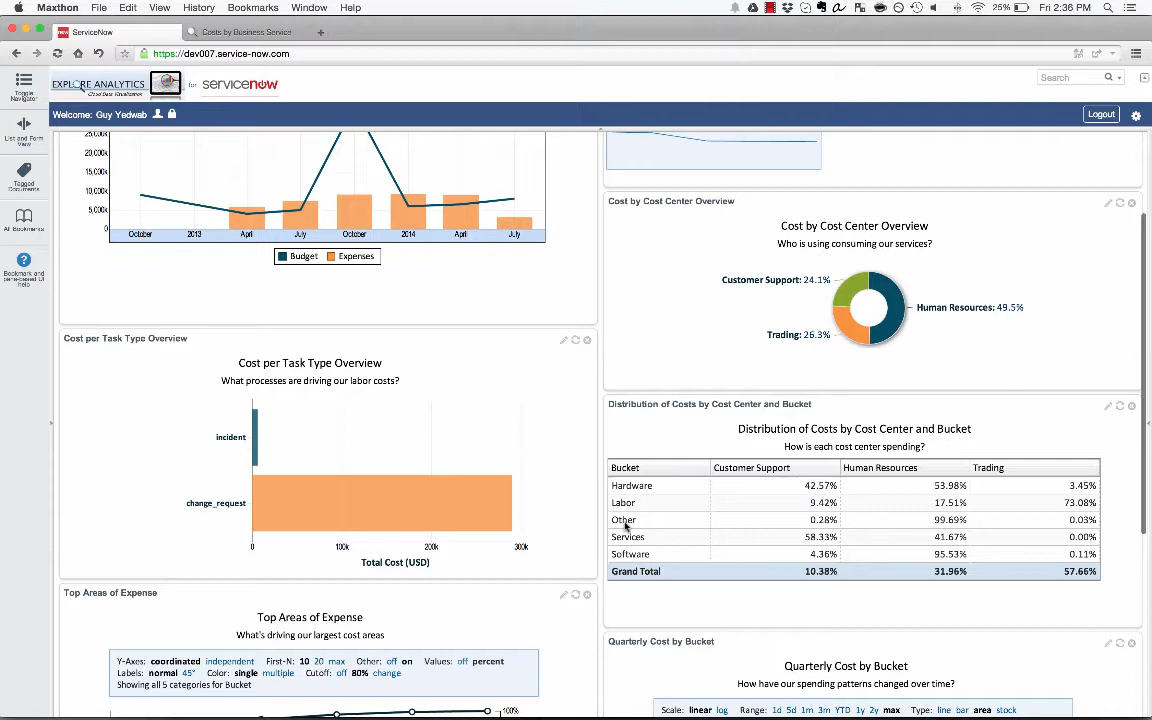 Maxthon File Edit View History Bookmarks Window Help
25% Fri 2:36 PM
ServiceNow
Costs by Business Service
https://dev007.service-now.com
Toggle
Navigator
EXPLORE ANALYTICS
Cloud Data Visualization
for
servicenow
Search
Welcome: Guy Yedwab
Logout
List and Form
View
Tagged
Documents
All Bookmarks
Bookmark and
pane-based UI
help
25,000k
20,000k
15,000k
10,000k
5,000k
0
October 2013 April July October 2014 April July
Budget Expenses
Cost per Task Type Overview
Cost per Task Type Overview
What processes are driving our labor costs?
incident
change_request
0 100k 200k 300k
Total Cost (USD)
Top Areas of Expense
Top Areas of Expense
What's driving our largest cost areas
Y-Axes: coordinated independent First-N: 10 20 max Other: off on Values: off percent
Labels: normal 45° Color: single multiple Cutoff: off 80% change
Showing all 5 categories for Bucket
100%
Cost by Cost Center Overview
Cost by Cost Center Overview
Who is using consuming our services?
Customer Support: 24.1%
Human Resources: 49.5%
Trading: 26.3%
Distribution of Costs by Cost Center and Bucket
Distribution of Costs by Cost Center and Bucket
How is each cost center spending?
Bucket Customer Support Human Resources Trading
Hardware 42.57% 53.98% 3.45%
Labor 9.42% 17.51% 73.08%
Other 0.28% 99.69% 0.03%
Services 58.33% 41.67% 0.00%
Software 4.36% 95.53% 0.11%
Grand Total 10.38% 31.96% 57.66%
Quarterly Cost by Bucket
Quarterly Cost by Bucket
How have our spending patterns changed over time?
Scale: linear log Range: 1d 5d 1m 3m YTD 1y 2y max Type: line bar area stock